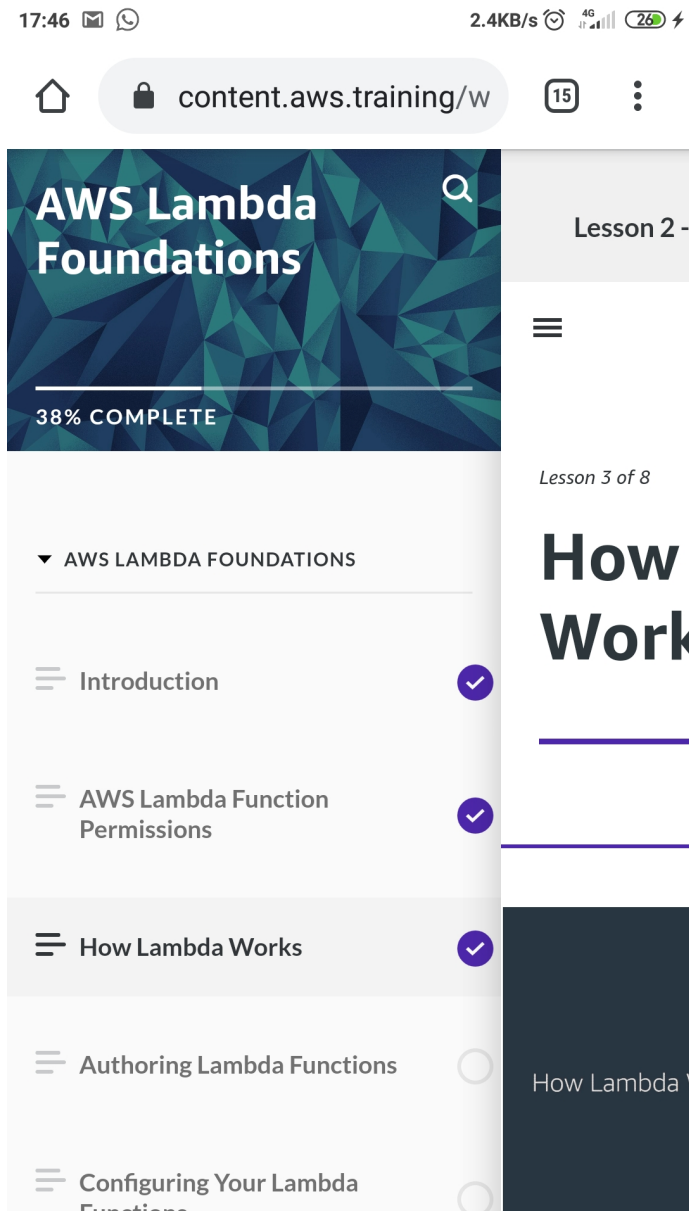 17:46 2.4KB/s 4G 26
content.aws.training/w 15
AWS Lambda
Foundations
38% COMPLETE
AWS LAMBDA FOUNDATIONS
Introduction
AWS Lambda Function
Permissions
How Lambda Works
Authoring Lambda Functions
Configuring Your Lambda
Functions
Lesson 2 -
Lesson 3 of 8
How
Work
How Lambda